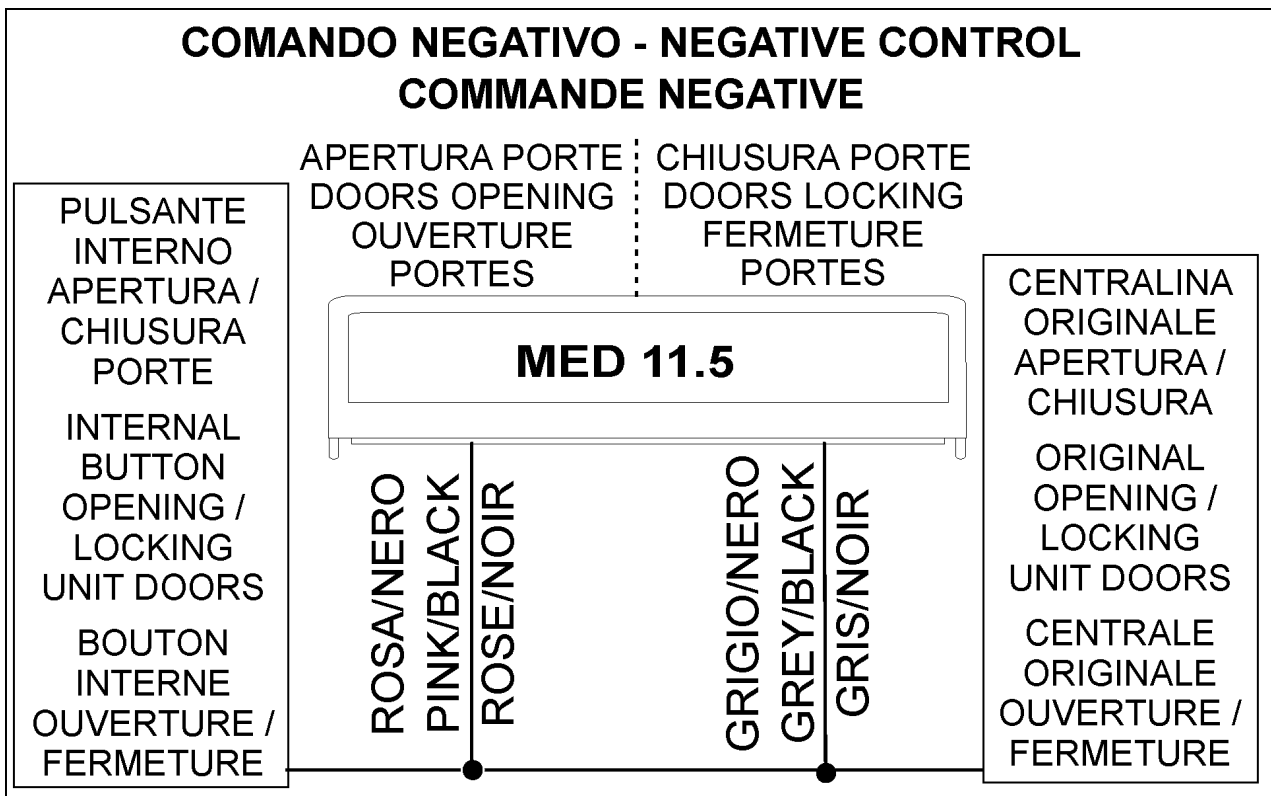 COMANDO NEGATIVO - NEGATIVE CONTROL
COMMANDE NEGATIVE
APERTURA PORTE
DOORS OPENING
OUVERTURE
PORTES
CHIUSURA PORTE
DOORS LOCKING
FERMETURE
PORTES
PULSANTE
INTERNO
APERTURA /
CHIUSURA
PORTE
INTERNAL
BUTTON
OPENING /
LOCKING
UNIT DOORS
BOUTON
INTERNE
OUVERTURE /
FERMETURE
MED 11.5
ROSA/NERO
PINK/BLACK
ROSE/NOIR
GRIGIO/NERO
GREY/BLACK
GRIS/NOIR
CENTRALINA
ORIGINALE
APERTURA /
CHIUSURA
ORIGINAL
OPENING /
LOCKING
UNIT DOORS
CENTRALE
ORIGINALE
OUVERTURE /
FERMETURE